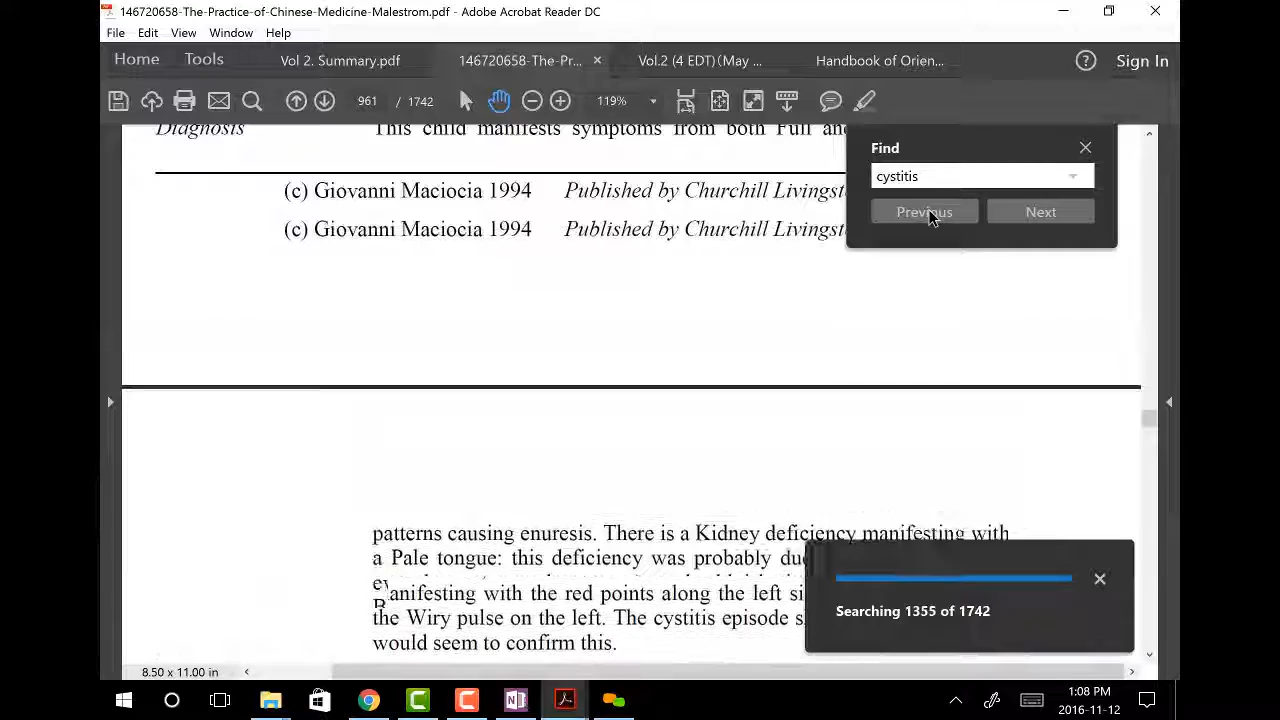 146720658-The-Practice-of-Chinese-Medicine-Malestrom.pdf - Adobe Acrobat Reader DC
File Edit View Window Help
Home Tools Vol 2. Summary.pdf 146720658-The-Pr... Vol.2 (4 EDT)(May ... Handbook of Orien... Sign In
961 / 1742 119%
Diagnosis This child manifests symptoms from both Full and
Find
cystitis
Previous Next
(c) Giovanni Maciocia 1994 Published by Churchill Livingst
(c) Giovanni Maciocia 1994 Published by Churchill Livingst
patterns causing enuresis. There is a Kidney deficiency manifesting with
a Pale tongue: this deficiency was probably du
anifesting with the red points along the left si
the Wiry pulse on the left. The cystitis episode s
would seem to confirm this.
Searching 1355 of 1742
8.50 x 11.00 in
1:08 PM
2016-11-12